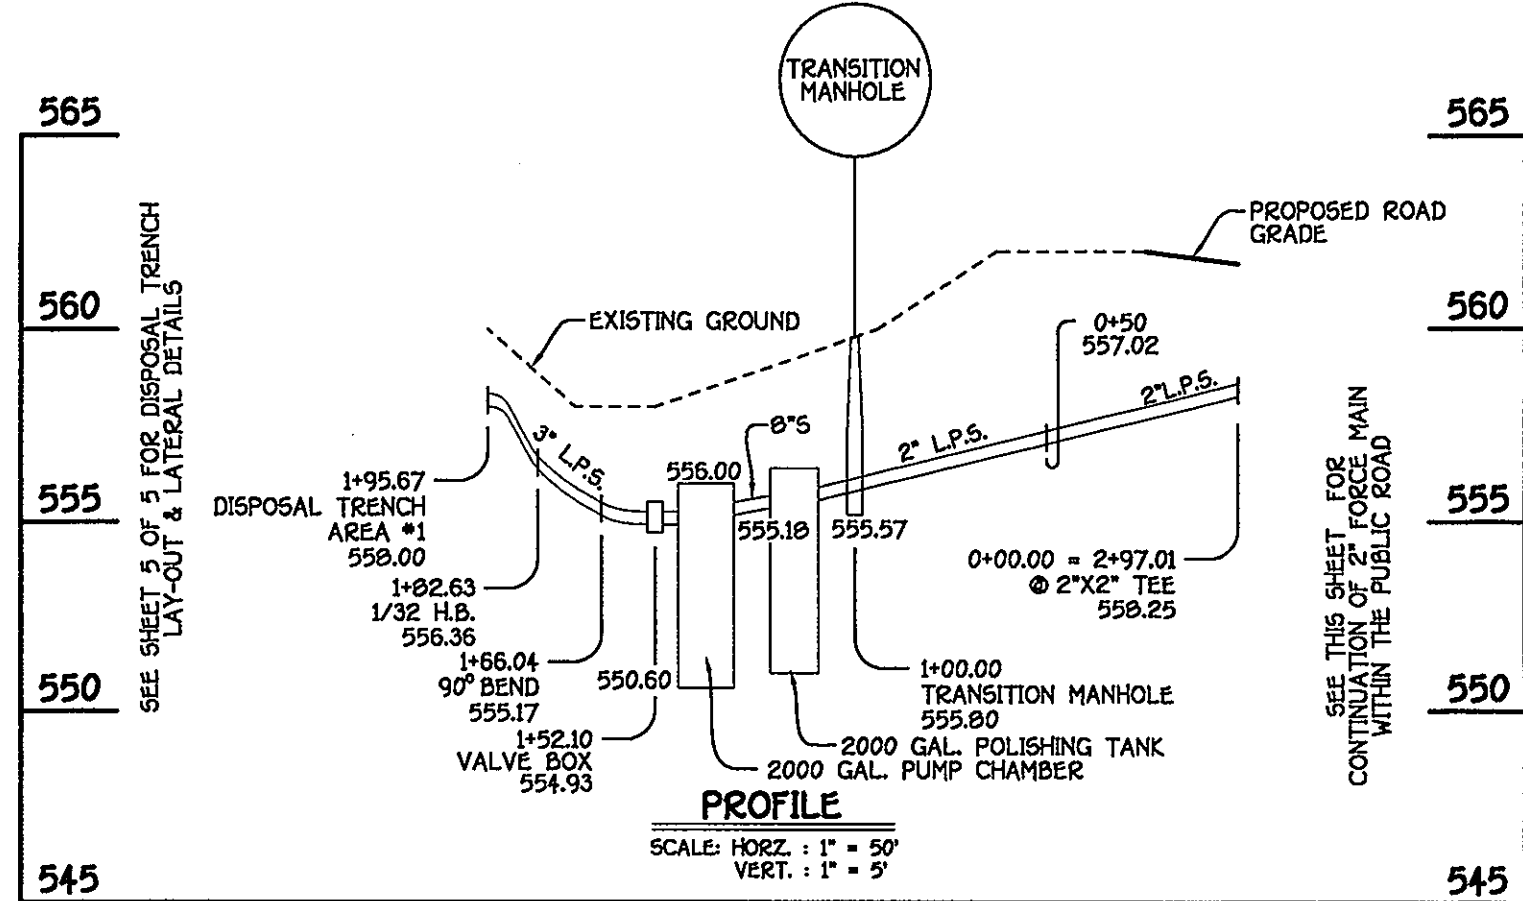 TRANSITION
MANHOLE
565
565
PROPOSED ROAD
GRADE
560
560
EXISTING GROUND
0+50
557.02
SEE SHEET 5 OF 5 FOR DISPOSAL TRENCH
LAY-OUT & LATERAL DETAILS
2"L.P.S.
8"S
2" L.P.S.
3" L.P.S.
556.00
1+95.67
DISPOSAL TRENCH
AREA #1
558.00
555
555
555.18
555.57
0+00.00 = 2+97.01
@ 2"X2" TEE
558.25
1+82.63
1/32 H.B.
556.36
SEE THIS SHEET FOR
CONTINUATION OF 2" FORCE MAIN
WITHIN THE PUBLIC ROAD
1+66.04
90° BEND
555.17
550.60
1+00.00
TRANSITION MANHOLE
555.80
550
550
1+52.10
VALVE BOX
554.93
2000 GAL. POLISHING TANK
2000 GAL. PUMP CHAMBER
PROFILE
SCALE: HORZ. : 1" = 50'
VERT. : 1" = 5'
545
545